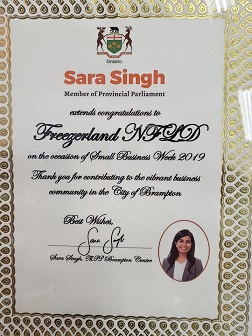 Ontario
Sara Singh
Member of Provincial Parliament
extends congratulations to
Freezerland NFLD
on the occasion of Small Business Week 2019
Thank you for contributing to the vibrant business
community in the City of Brampton
Best Wishes,
Sara Singh, MPP Brampton Centre